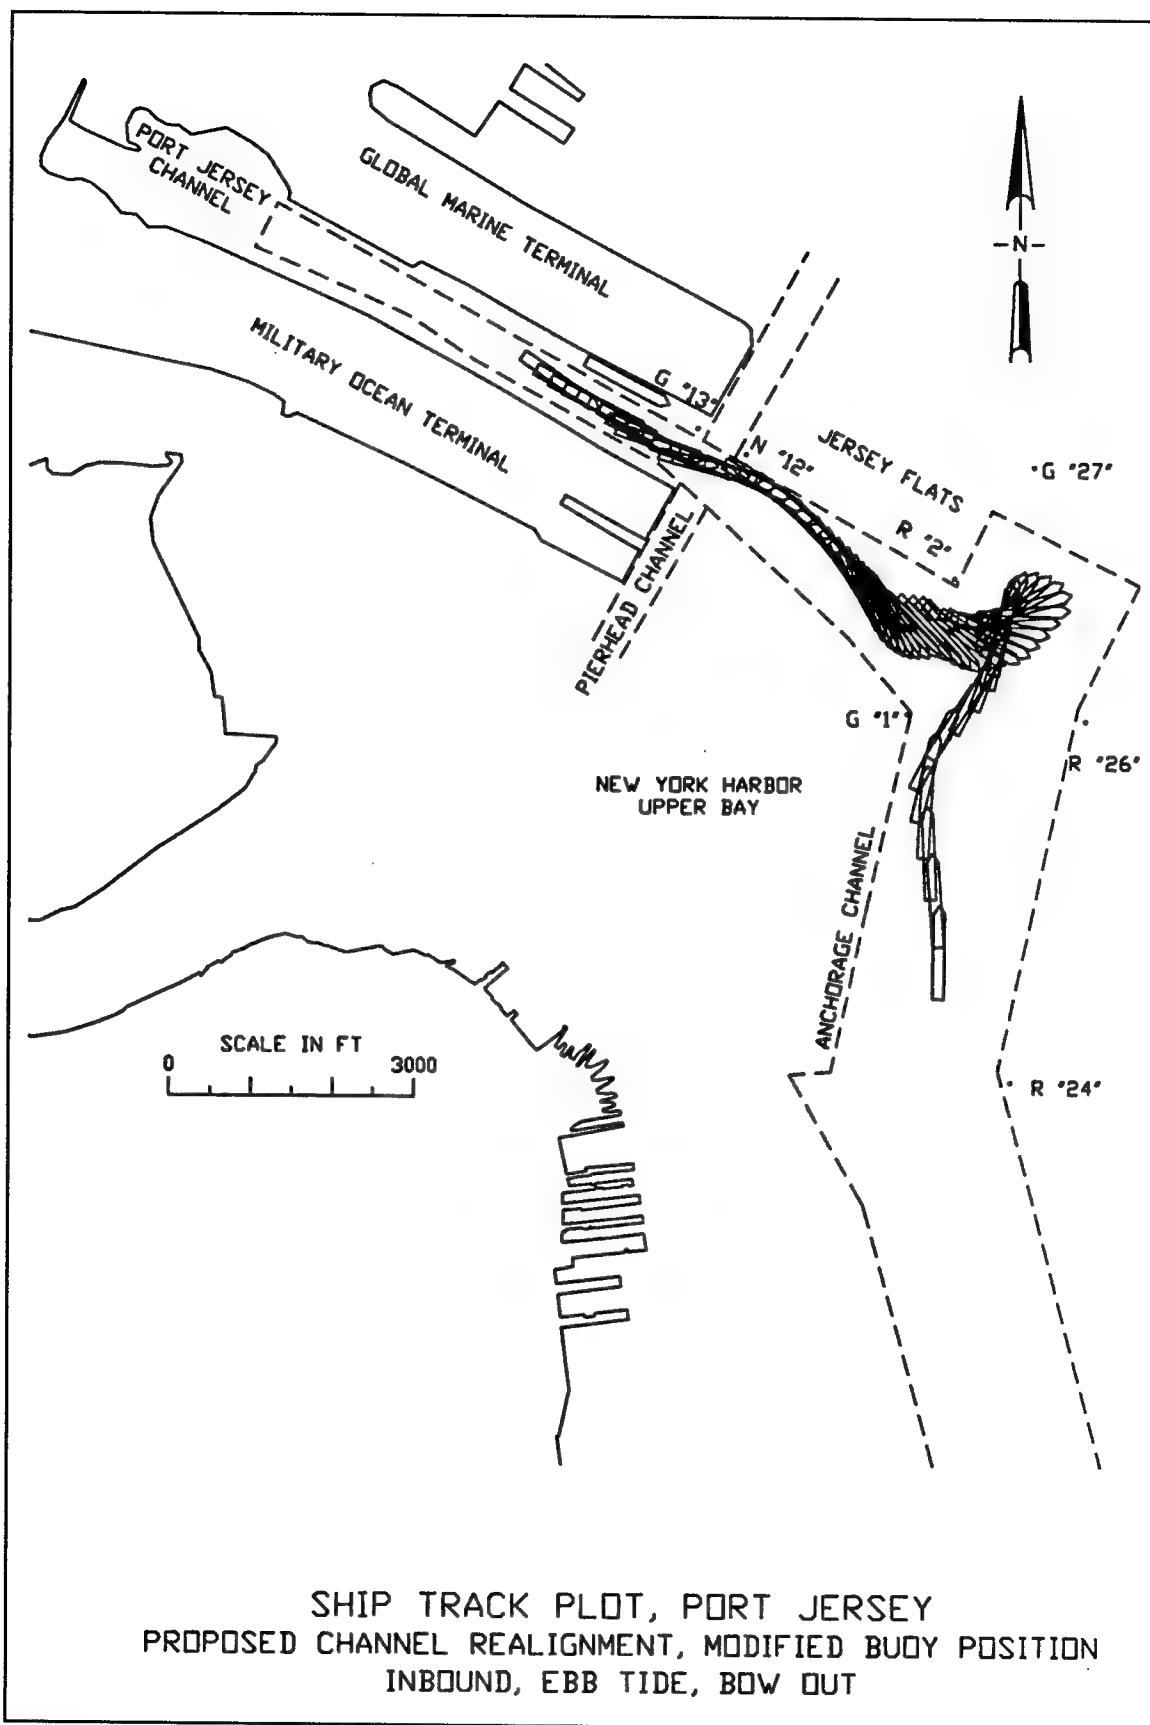 PORT JERSEY
CHANNEL
GLOBAL MARINE TERMINAL
-N-
MILITARY OCEAN TERMINAL
G "13"
N "12"
JERSEY FLATS
G "27"
R "2"
PIERHEAD CHANNEL
G "1"
R "26"
NEW YORK HARBOR
UPPER BAY
ANCHORAGE CHANNEL
SCALE IN FT
0 3000
R "24"
SHIP TRACK PLOT, PORT JERSEY
PROPOSED CHANNEL REALIGNMENT, MODIFIED BUOY POSITION
INBOUND, EBB TIDE, BOW OUT